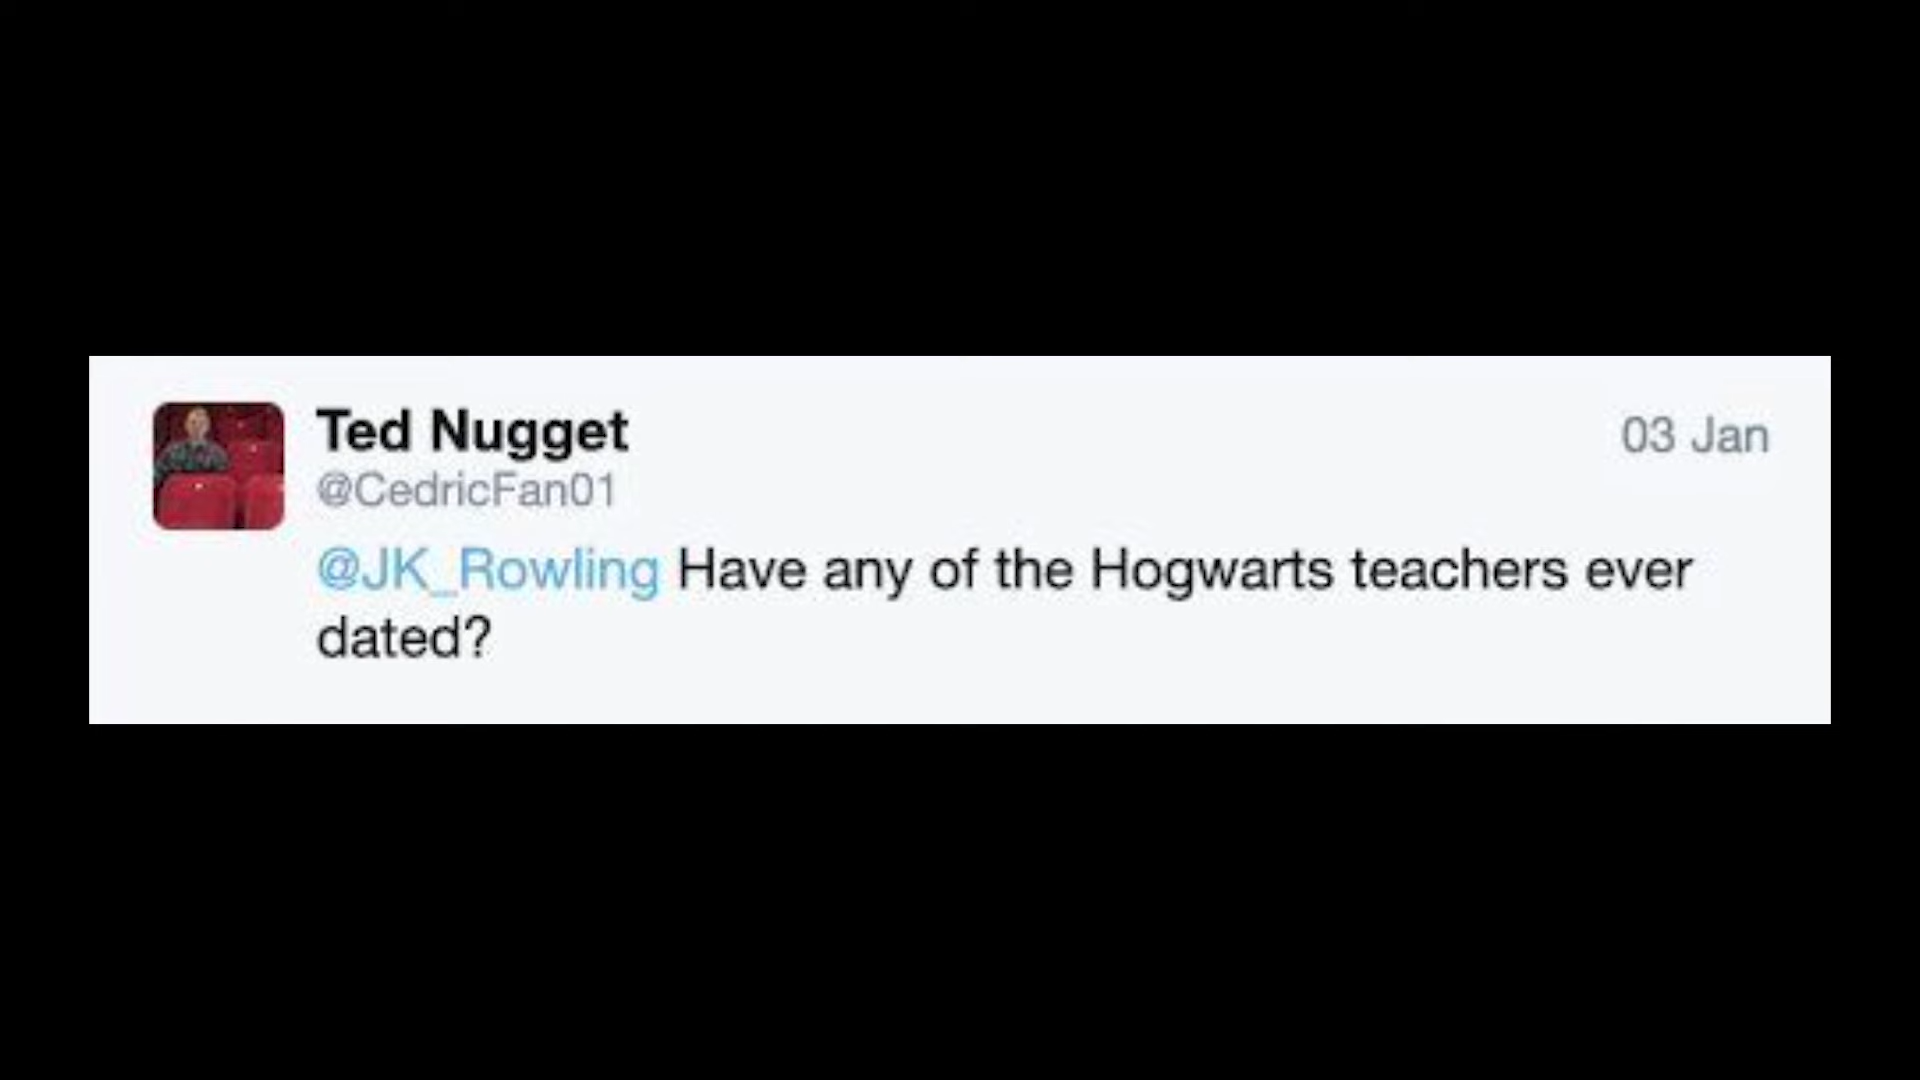 Ted Nugget
03 Jan
@CedricFan01
@JK_Rowling Have any of the Hogwarts teachers ever
dated?